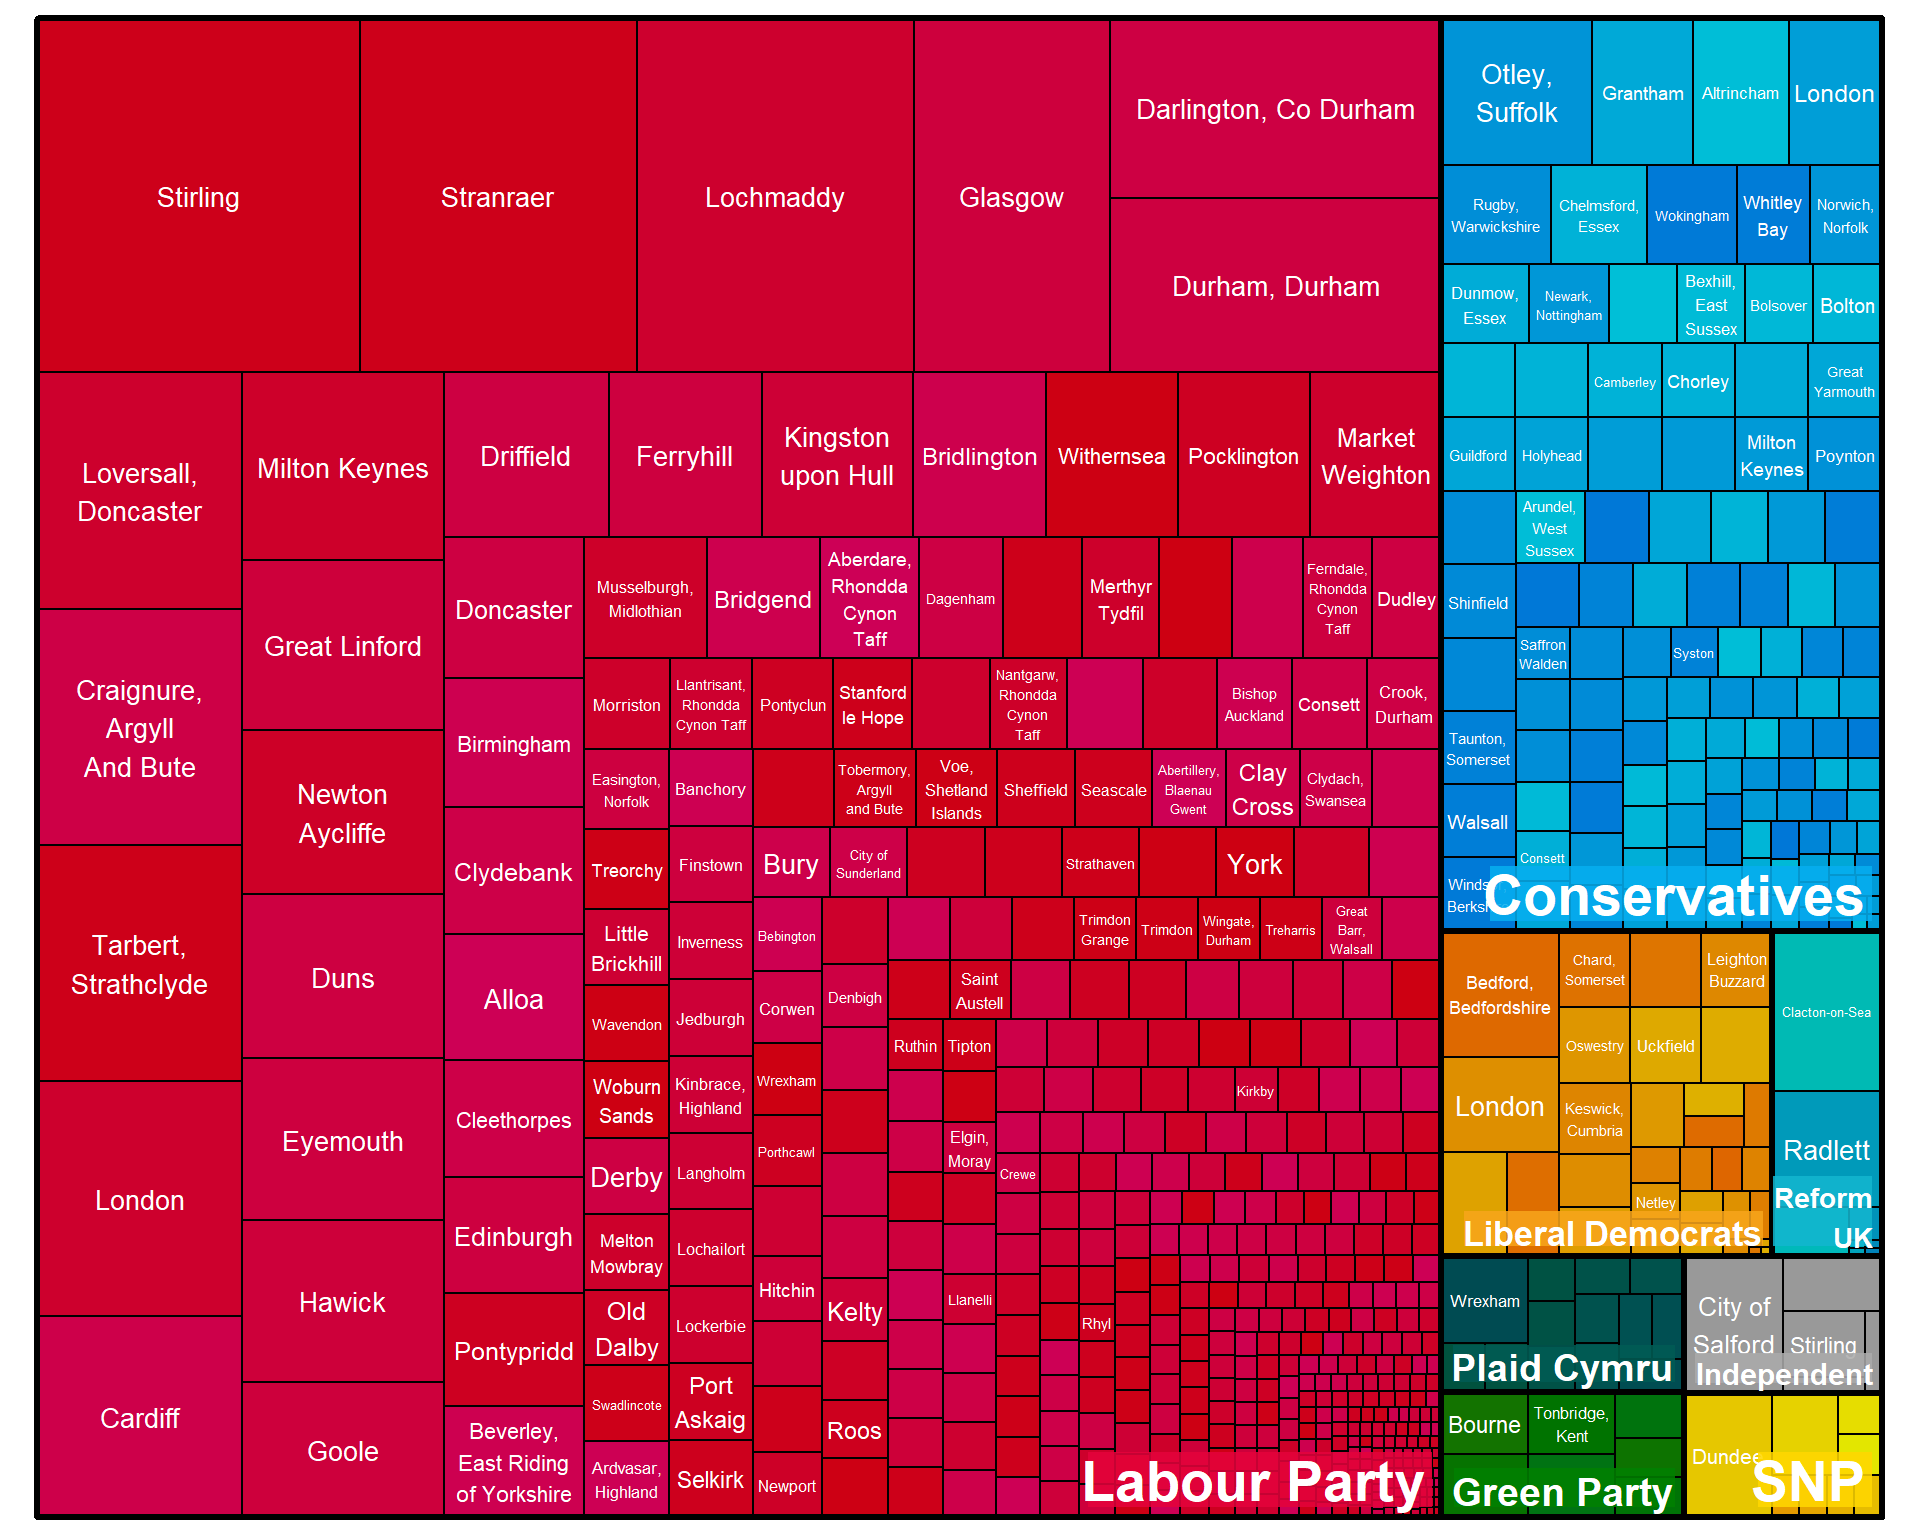 Stirling
Stranraer
Lochmaddy
Glasgow
Darlington, Co Durham
Durham, Durham
Loversall,
Doncaster
Craignure,
Argyll
And Bute
Tarbert,
Strathclyde
London
Cardiff
Milton Keynes
Great Linford
Newton
Aycliffe
Duns
Eyemouth
Hawick
Goole
Driffield
Ferryhill
Kingston
upon Hull
Bridlington
Withernsea
Pocklington
Market
Weighton
Doncaster
Birmingham
Clydebank
Alloa
Cleethorpes
Edinburgh
Pontypridd
Beverley,
East Riding
of Yorkshire
Musselburgh,
Midlothian
Bridgend
Aberdare,
Rhondda
Cynon
Taff
Dagenham
Merthyr
Tydfil
Ferndale,
Rhondda
Cynon
Taff
Dudley
Morriston
Llantrisant,
Rhondda
Cynon Taff
Pontyclun
Stanford
le Hope
Nantgarw,
Rhondda
Cynon
Taff
Bishop
Auckland
Consett
Crook,
Durham
Easington,
Norfolk
Banchory
Tobermory,
Argyll
and Bute
Voe,
Shetland
Islands
Sheffield
Seascale
Abertillery,
Blaenau
Gwent
Clay
Cross
Clydach,
Swansea
Treorchy
Finstown
Bury
City of
Sunderland
Strathaven
York
Little
Brickhill
Inverness
Bebington
Trimdon
Grange
Trimdon
Wingate,
Durham
Treharris
Great
Barr,
Walsall
Wavendon
Jedburgh
Corwen
Denbigh
Saint
Austell
Woburn
Sands
Kinbrace,
Highland
Wrexham
Ruthin
Tipton
Kirkby
Derby
Langholm
Porthcawl
Elgin,
Moray
Crewe
Melton
Mowbray
Lochailort
Hitchin
Kelty
Llanelli
Rhyl
Old
Dalby
Lockerbie
Swadlincote
Port
Askaig
Roos
Ardvasar,
Highland
Selkirk
Newport
Labour Party
Otley,
Suffolk
Grantham
Altrincham
London
Rugby,
Warwickshire
Chelmsford,
Essex
Wokingham
Whitley
Bay
Norwich,
Norfolk
Dunmow,
Essex
Newark,
Nottingham
Bexhill,
East
Sussex
Bolsover
Bolton
Camberley
Chorley
Great
Yarmouth
Guildford
Holyhead
Milton
Keynes
Poynton
Arundel,
West
Sussex
Shinfield
Saffron
Walden
Syston
Taunton,
Somerset
Walsall
Consett
Conservatives
Bedford,
Bedfordshire
Chard,
Somerset
Leighton
Buzzard
Oswestry
Uckfield
London
Keswick,
Cumbria
Netley
Liberal Democrats
Clacton-on-Sea
Radlett
Reform
UK
Wrexham
Plaid Cymru
City of
Salford
Stirling
Independent
Bourne
Tonbridge,
Kent
Green Party
Dundee
SNP